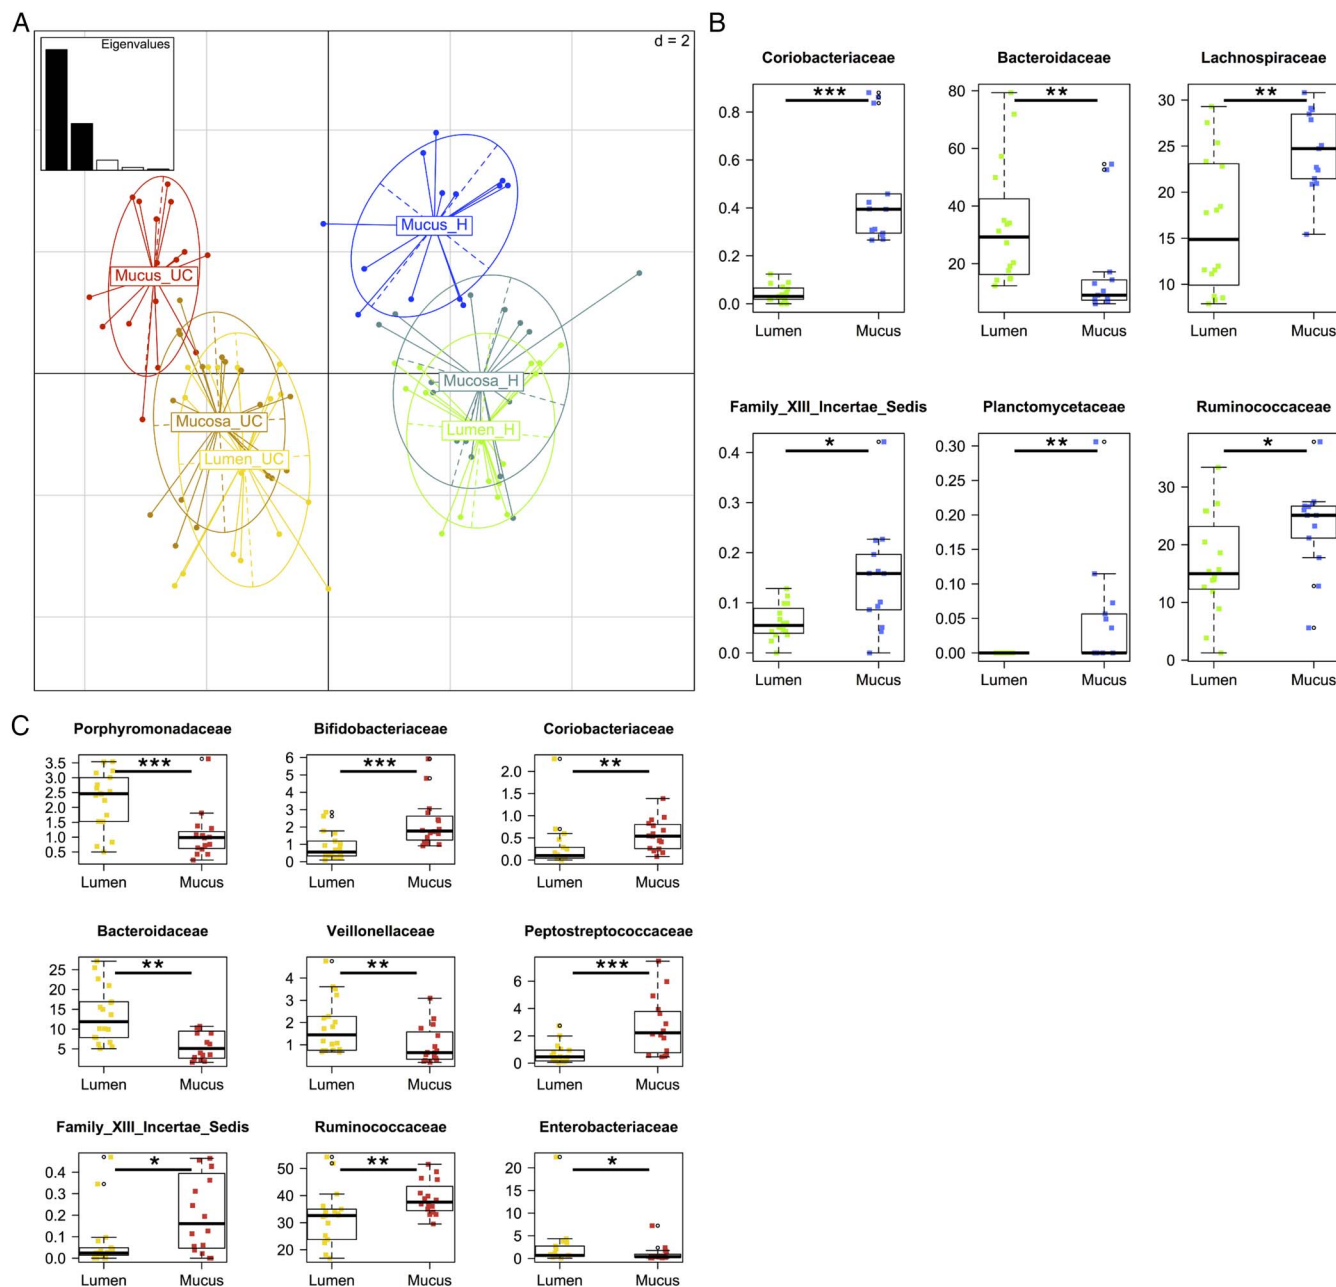 A
Eigenvalues
d = 2
Mucus_H
Mucus_UC
Mucosa_H
Mucosa_UC
Lumen_H
Lumen_UC
B
Coriobacteriaceae
Bacteroidaceae
Lachnospiraceae
***
**
**
0.8
0.6
0.4
0.2
0.0
80
60
40
20
30
25
20
15
10
Lumen
Mucus
Lumen
Mucus
Lumen
Mucus
Family_XIII_Incertae_Sedis
Planctomycetaceae
Ruminococcaceae
*
**
*
0.4
0.3
0.2
0.1
0.0
0.30
0.25
0.20
0.15
0.10
0.05
0.00
30
20
10
0
Lumen
Mucus
Lumen
Mucus
Lumen
Mucus
C
Porphyromonadaceae
Bifidobacteriaceae
Coriobacteriaceae
***
***
**
3.5
3.0
2.5
2.0
1.5
1.0
0.5
6
5
4
3
2
1
0
2.0
1.5
1.0
0.5
0.0
Lumen
Mucus
Lumen
Mucus
Lumen
Mucus
Bacteroidaceae
Veillonellaceae
Peptostreptococcaceae
**
**
***
25
20
15
10
5
4
3
2
1
6
4
2
0
Lumen
Mucus
Lumen
Mucus
Lumen
Mucus
Family_XIII_Incertae_Sedis
Ruminococcaceae
Enterobacteriaceae
*
**
*
0.4
0.3
0.2
0.1
0.0
50
40
30
20
20
15
10
5
0
Lumen
Mucus
Lumen
Mucus
Lumen
Mucus